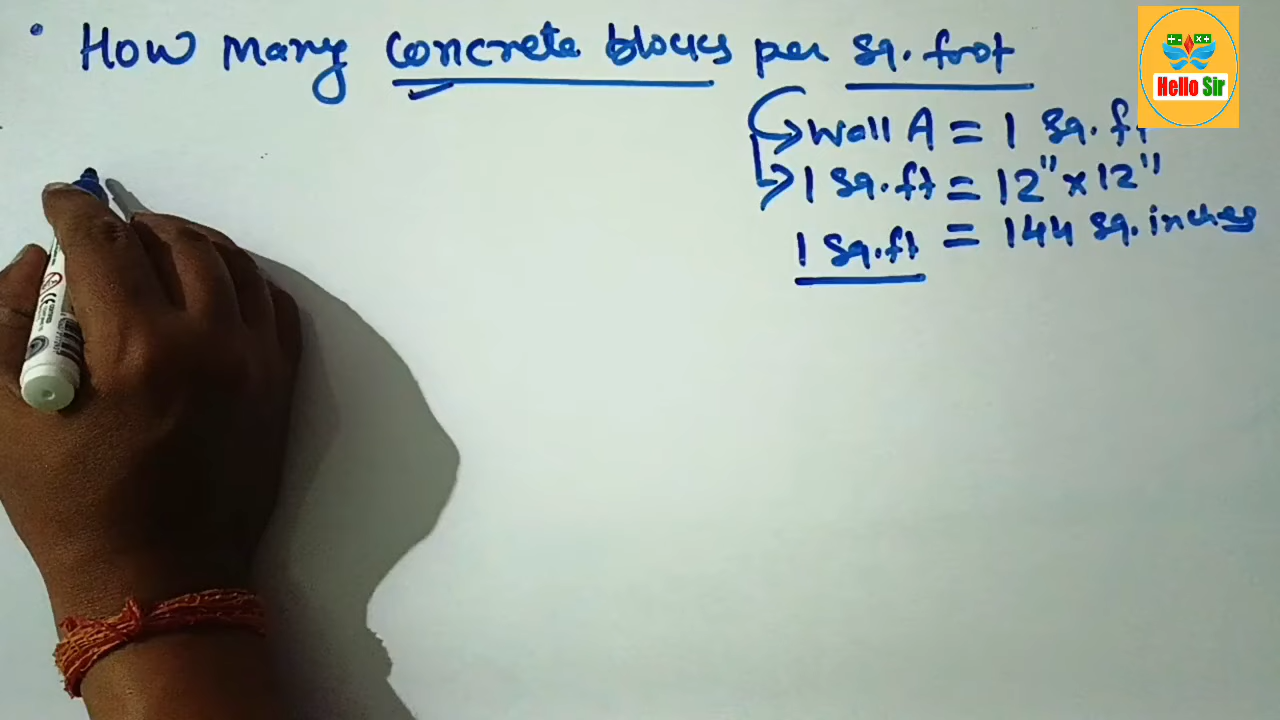 • How many concrete blocks per sq. foot
Hello Sir
Wall A = 1 Sq. ft
1 Sq.ft = 12" x 12"
1 Sq.ft = 144 Sq. inches